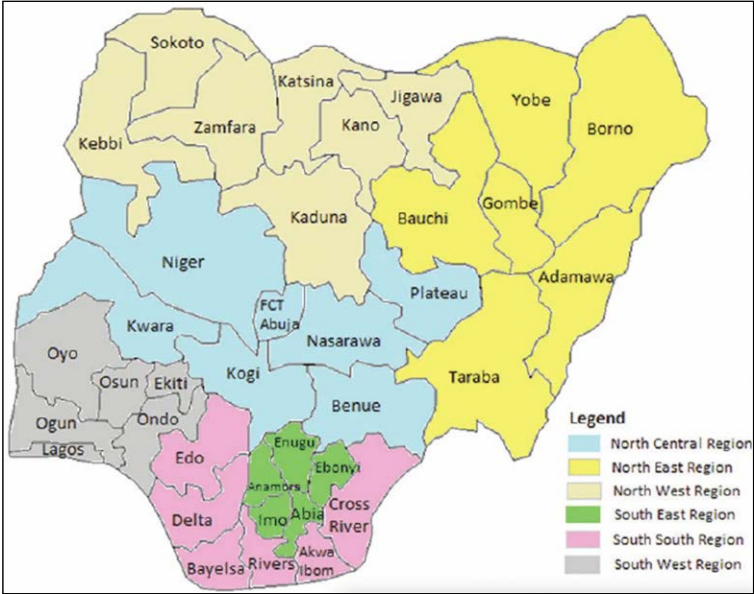 Sokoto
Katsina
Jigawa
Yobe
Borno
Kebbi
Zamfara
Kano
Kaduna
Bauchi
Gombe
Niger
Adamawa
FCT
Abuja
Plateau
Kwara
Nasarawa
Oyo
Osun
Ekiti
Kogi
Taraba
Benue
Ogun
Ondo
Lagos
Edo
Enugu
Ebonyi
Anambra
Delta
Imo
Abia
Cross
River
Bayelsa
Rivers
Akwa
Ibom
Legend
North Central Region
North East Region
North West Region
South East Region
South South Region
South West Region